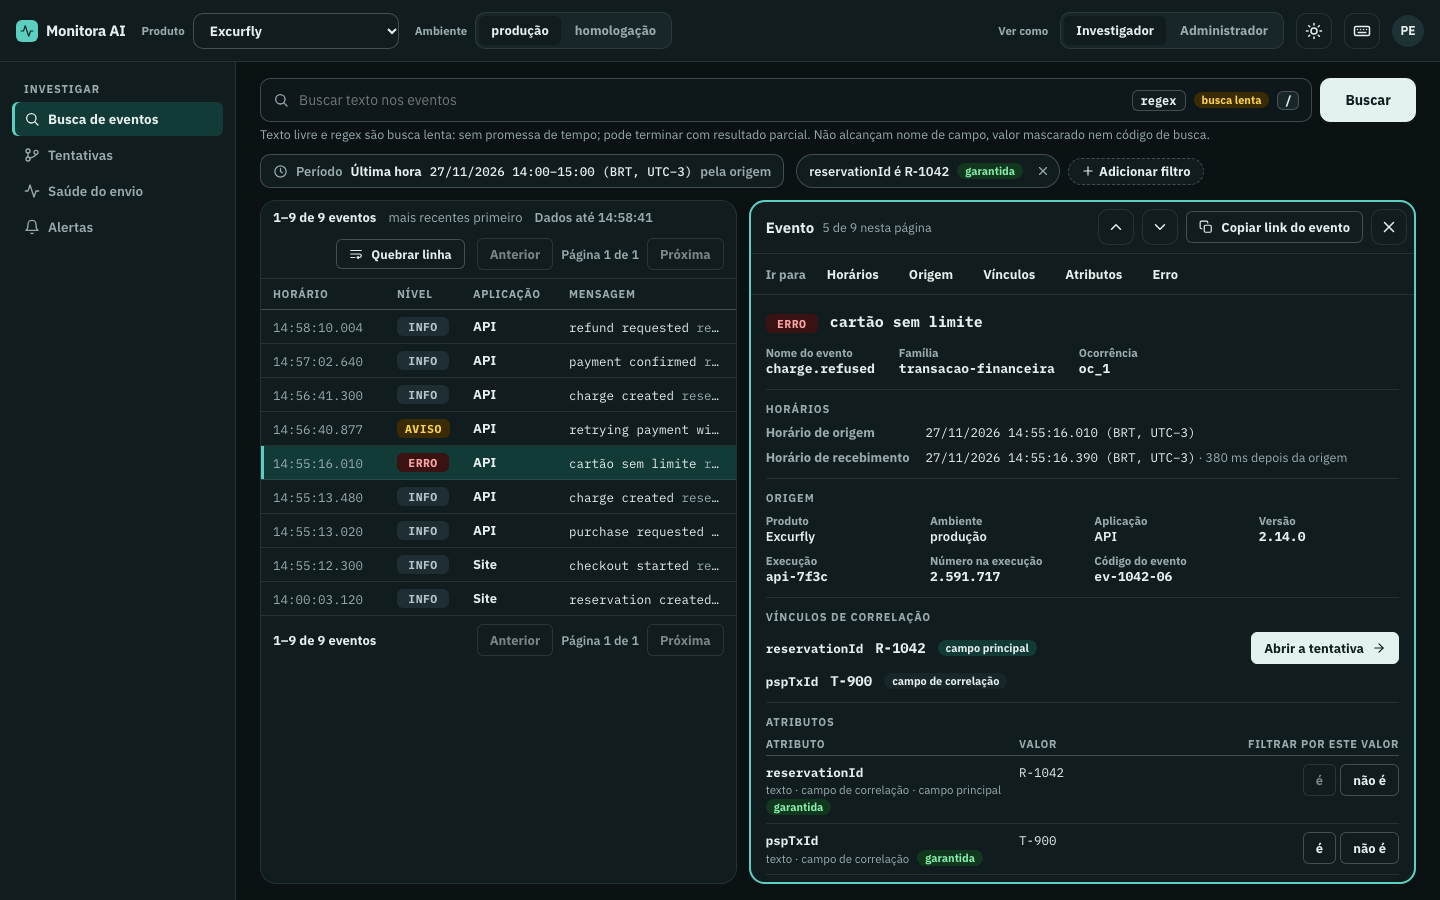 Monitora AI Produto Excurfly Ambiente produção homologação Ver como Investigador Administrador PE
INVESTIGAR
Busca de eventos
Tentativas
Saúde do envio
Alertas
Buscar texto nos eventos regex busca lenta / Buscar
Texto livre e regex são busca lenta: sem promessa de tempo; pode terminar com resultado parcial. Não alcançam nome de campo, valor mascarado nem código de busca.
Período Última hora 27/11/2026 14:00–15:00 (BRT, UTC−3) pela origem reservationId é R-1042 garantida Adicionar filtro
1–9 de 9 eventos mais recentes primeiro Dados até 14:58:41
Quebrar linha Anterior Página 1 de 1 Próxima
HORÁRIO NÍVEL APLICAÇÃO MENSAGEM
14:58:10.004 INFO API refund requested re…
14:57:02.640 INFO API payment confirmed r…
14:56:41.300 INFO API charge created rese…
14:56:40.877 AVISO API retrying payment wi…
14:55:16.010 ERRO API cartão sem limite r…
14:55:13.480 INFO API charge created rese…
14:55:13.020 INFO API purchase requested …
14:55:12.300 INFO Site checkout started re…
14:00:03.120 INFO Site reservation created…
1–9 de 9 eventos Anterior Página 1 de 1 Próxima
Evento 5 de 9 nesta página Copiar link do evento
Ir para Horários Origem Vínculos Atributos Erro
ERRO cartão sem limite
Nome do evento Família Ocorrência
charge.refused transacao-financeira oc_1
HORÁRIOS
Horário de origem 27/11/2026 14:55:16.010 (BRT, UTC−3)
Horário de recebimento 27/11/2026 14:55:16.390 (BRT, UTC−3) · 380 ms depois da origem
ORIGEM
Produto Ambiente Aplicação Versão
Excurfly produção API 2.14.0
Execução Número na execução Código do evento
api-7f3c 2.591.717 ev-1042-06
VÍNCULOS DE CORRELAÇÃO
reservationId R-1042 campo principal Abrir a tentativa
pspTxId T-900 campo de correlação
ATRIBUTOS
ATRIBUTO VALOR FILTRAR POR ESTE VALOR
reservationId R-1042 é não é
texto · campo de correlação · campo principal
garantida
pspTxId T-900 é não é
texto · campo de correlação garantida